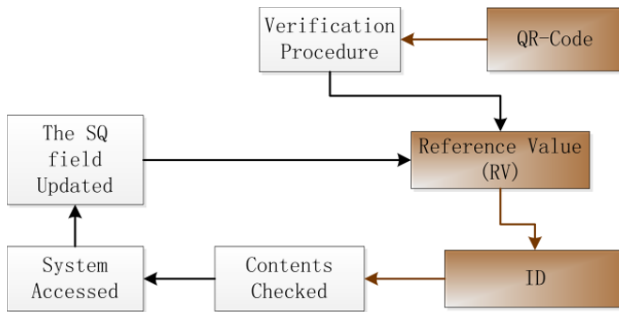 Verification
Procedure
QR-Code
The SQ
field
Updated
Reference Value
(RV)
System
Accessed
Contents
Checked
ID